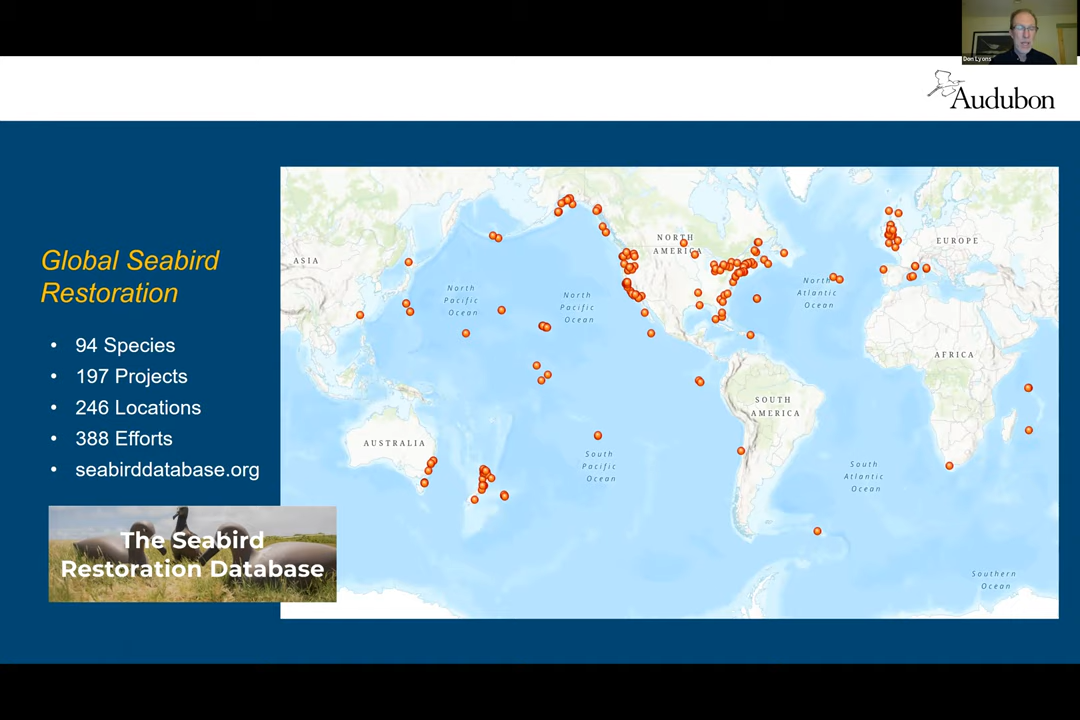 Don Lyons
Audubon
Global Seabird
Restoration
• 94 Species
• 197 Projects
• 246 Locations
• 388 Efforts
• seabirddatabase.org
The Seabird
Restoration Database
ASIA
NORTH
AMERICA
EUROPE
North
Pacific
Ocean
North
Pacific
Ocean
North
Atlantic
Ocean
AFRICA
SOUTH
AMERICA
AUSTRALIA
South
Pacific
Ocean
South
Atlantic
Ocean
Southern
Ocean